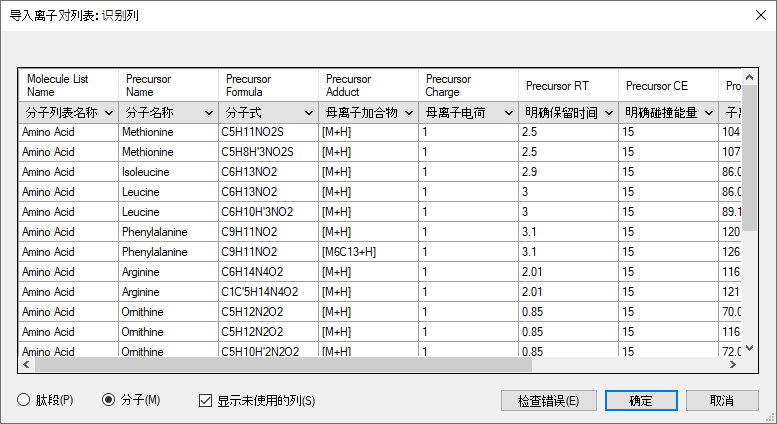 导入离子对列表: 识别列
Molecule List Name Precursor Name Precursor Formula Precursor Adduct Precursor Charge Precursor RT Precursor CE Pro
分子列表名称 分子名称 分子式 母离子加合物 母离子电荷 明确保留时间 明确碰撞能量 子离
Amino Acid Methionine C5H11NO2S [M+H] 1 2.5 15 104
Amino Acid Methionine C5H8H'3NO2S [M+H] 1 2.5 15 107
Amino Acid Isoleucine C6H13NO2 [M+H] 1 2.9 15 86.0
Amino Acid Leucine C6H13NO2 [M+H] 1 3 15 86.0
Amino Acid Leucine C6H10H'3NO2 [M+H] 1 3 15 89.1
Amino Acid Phenylalanine C9H11NO2 [M+H] 1 3.1 15 120
Amino Acid Phenylalanine C9H11NO2 [M6C13+H] 1 3.1 15 126
Amino Acid Arginine C6H14N4O2 [M+H] 1 2.01 15 116
Amino Acid Arginine C1C'5H14N4O2 [M+H] 1 2.01 15 121
Amino Acid Ornithine C5H12N2O2 [M+H] 1 0.85 15 70.0
Amino Acid Ornithine C5H12N2O2 [M+H] 1 0.85 15 116
Amino Acid Ornithine C5H10H'2N2O2 [M+H] 1 0.85 15 72.0
肽段(P) 分子(M) 显示未使用的列(S) 检查错误(E) 确定 取消